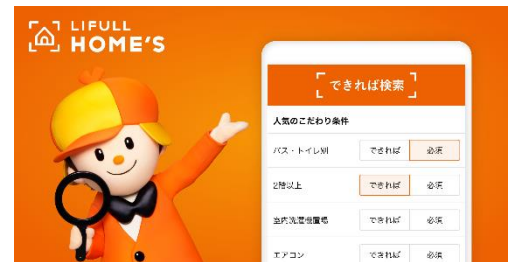 LIFULL
HOME'S
できれば検索
人気のこだわり条件
バス・トイレ別 できれば 必須
2階以上 できれば 必須
室内洗濯機置場 できれば 必須
エアコン できれば 必須